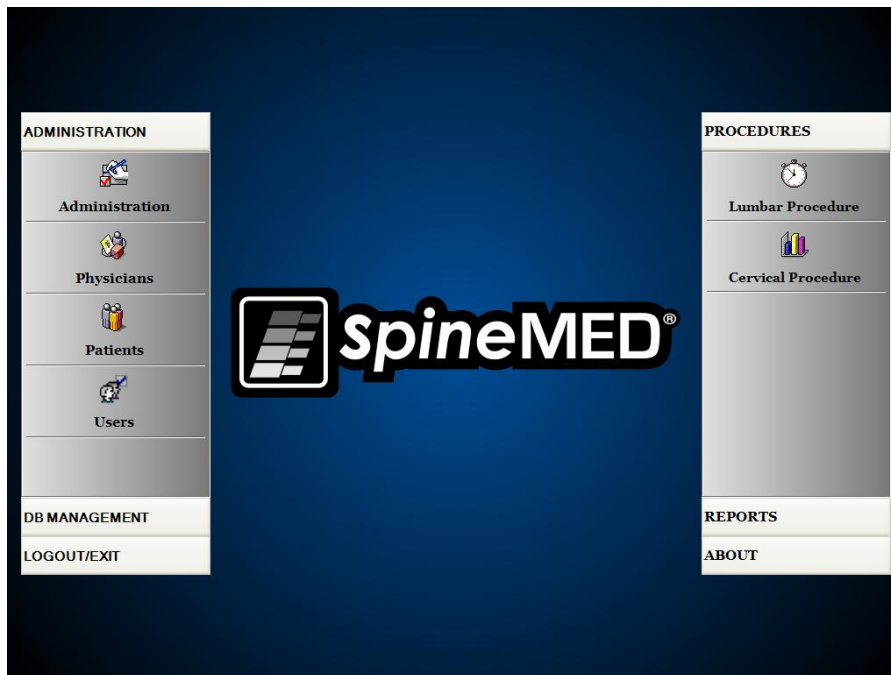 ADMINISTRATION
Administration
Physicians
Patients
Users
DB MANAGEMENT
LOGOUT/EXIT
SpineMED®
PROCEDURES
Lumbar Procedure
Cervical Procedure
REPORTS
ABOUT